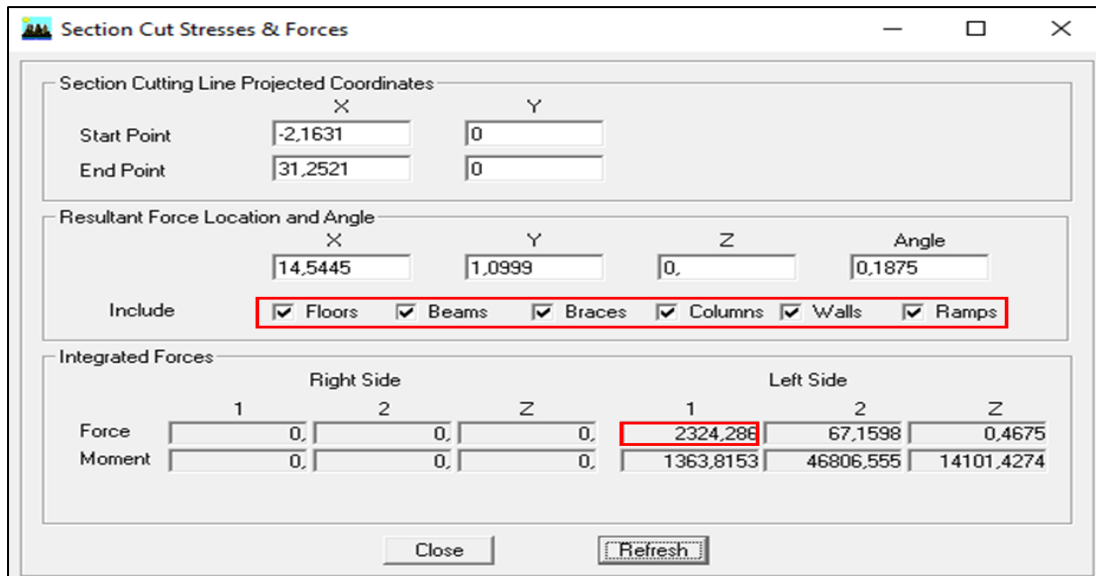 Section Cut Stresses & Forces
Section Cutting Line Projected Coordinates
X Y
Start Point -2,1631 0
End Point 31,2521 0
Resultant Force Location and Angle
X Y Z Angle
14,5445 1,0999 0, 0,1875
Include Floors Beams Braces Columns Walls Ramps
Integrated Forces
Right Side Left Side
1 2 Z 1 2 Z
Force 0, 0, 0, 2324,286 67,1598 0,4675
Moment 0, 0, 0, 1363,8153 46806,555 14101,4274
Close Refresh